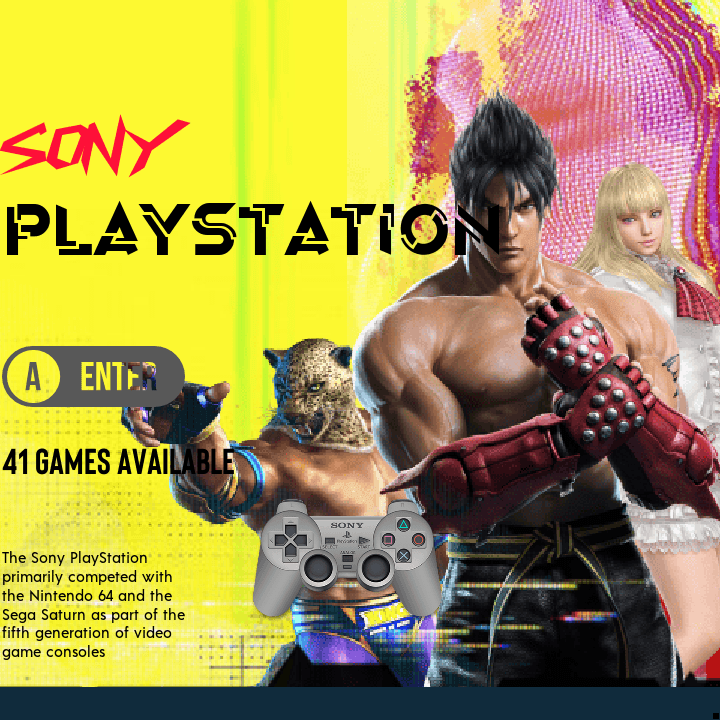 SONY
PLAYSTATION
A ENTER
41 GAMES AVAILABLE
SONY
The Sony PlayStation
primarily competed with
the Nintendo 64 and the
Sega Saturn as part of the
fifth generation of video
game consoles